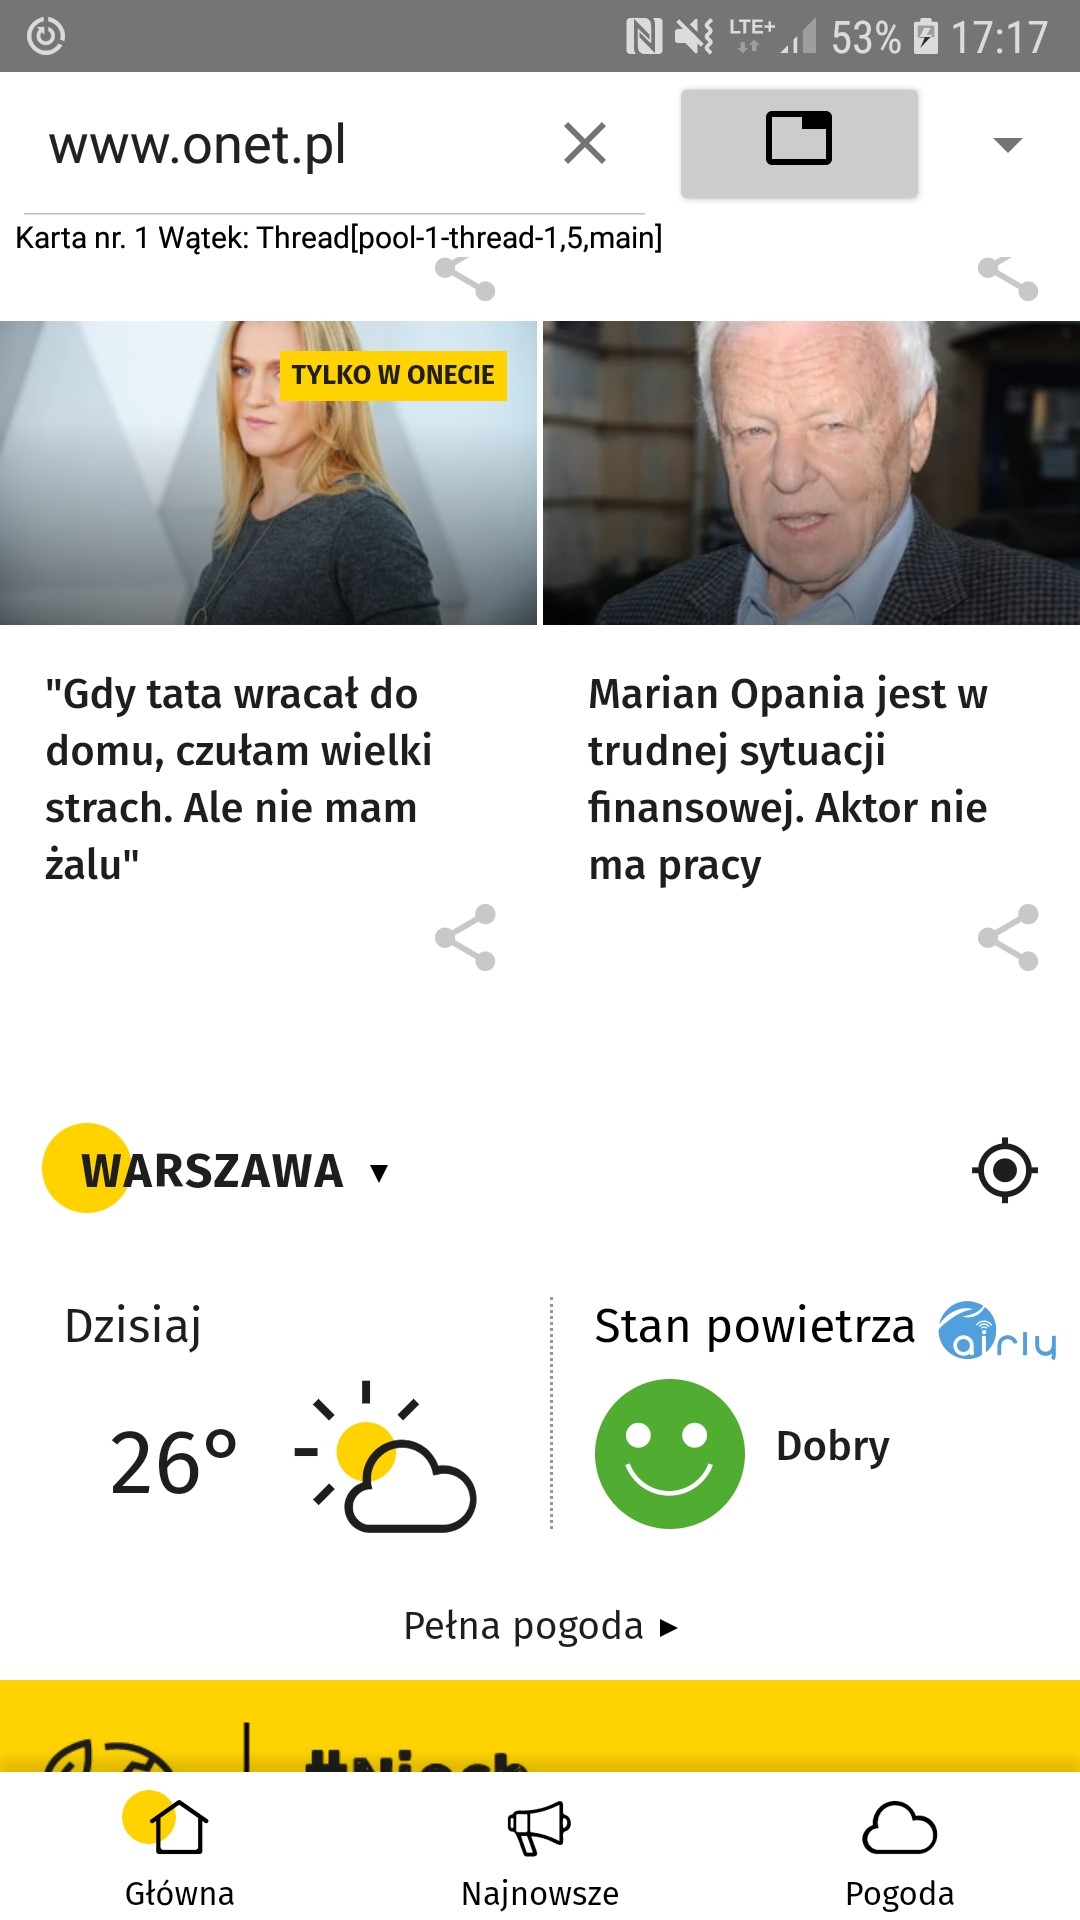 LTE+ 53% 17:17
www.onet.pl
Karta nr. 1 Wątek: Thread[pool-1-thread-1,5,main]
TYLKO W ONECIE
"Gdy tata wracał do
domu, czułam wielki
strach. Ale nie mam
żalu"
Marian Opania jest w
trudnej sytuacji
finansowej. Aktor nie
ma pracy
WARSZAWA ▼
Dzisiaj
26°
Stan powietrza airly
Dobry
Pełna pogoda ►
#Niech
Główna
Najnowsze
Pogoda